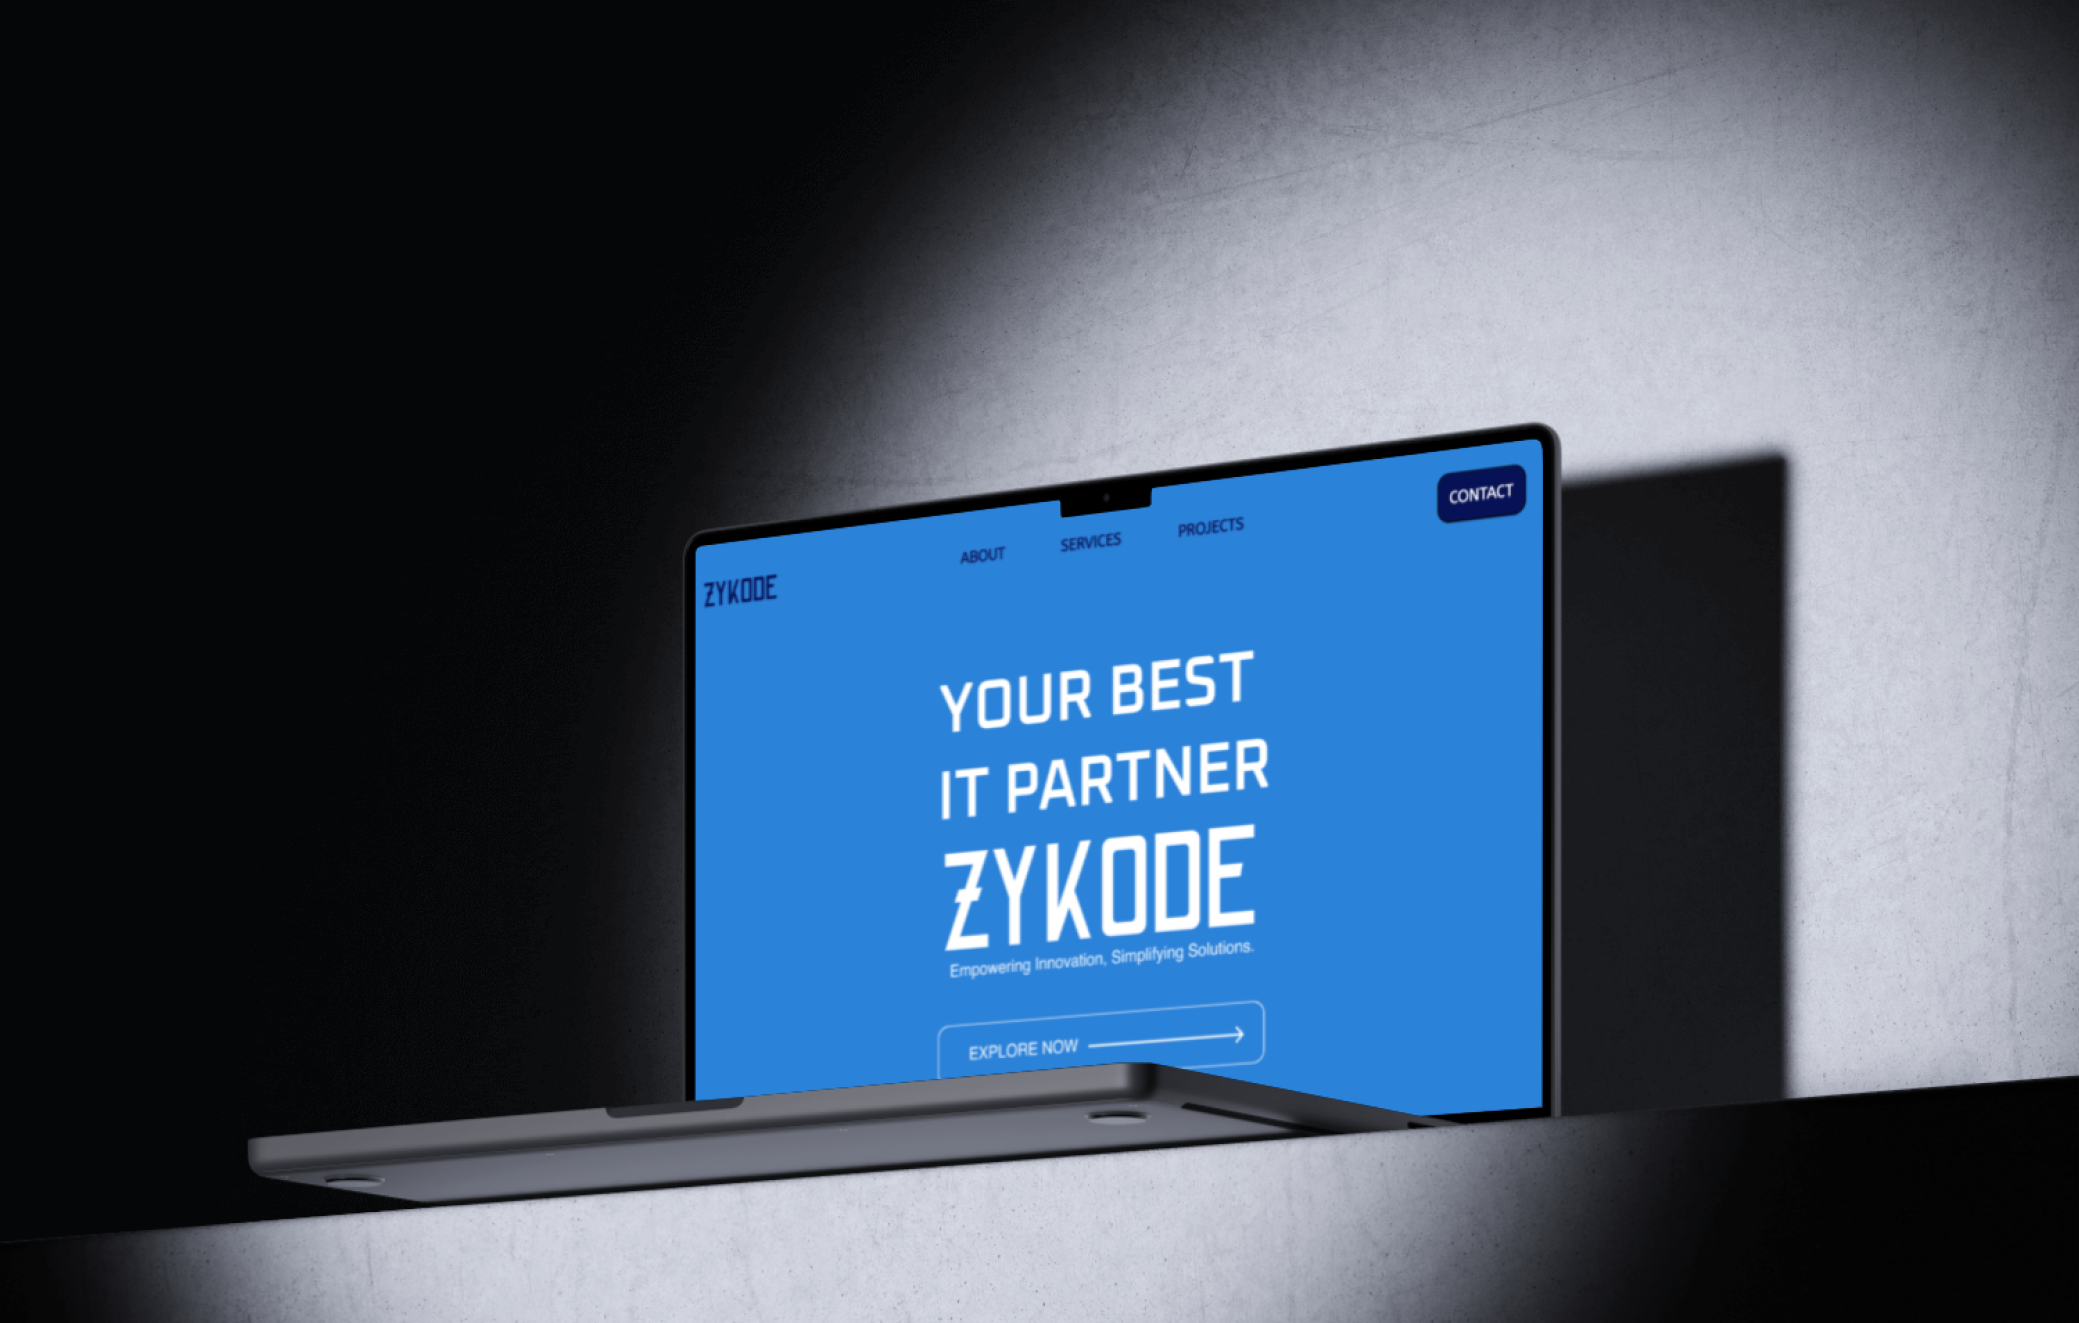 ABOUT SERVICES PROJECTS CONTACT
ZYKODE
YOUR BEST
IT PARTNER
ZYKODE
Empowering Innovation, Simplifying Solutions.
EXPLORE NOW